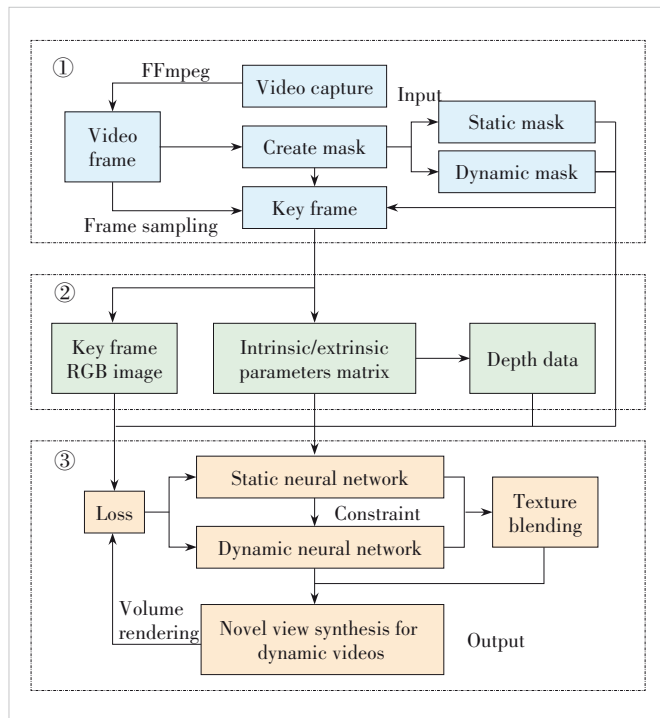 ①
FFmpeg
Video capture
Input
Video
frame
Create mask
Static mask
Dynamic mask
Key frame
Frame sampling
②
Key frame
RGB image
Intrinsic/extrinsic
parameters matrix
Depth data
③
Static neural network
Loss
Constraint
Texture
blending
Dynamic neural network
Volume
rendering
Novel view synthesis for
dynamic videos
Output